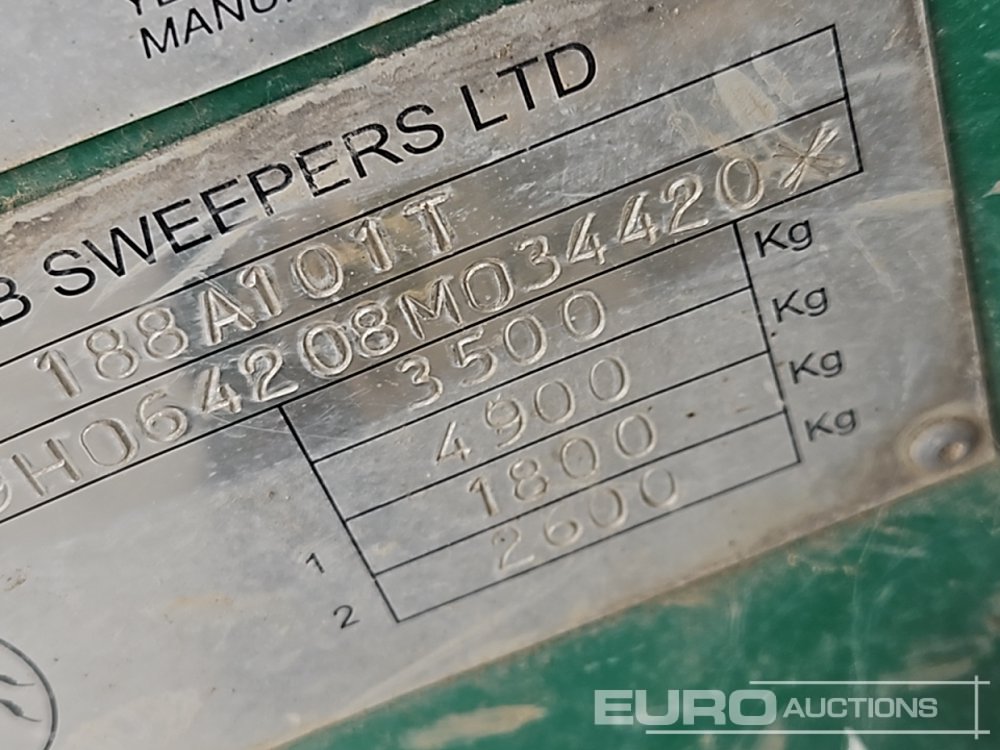 MANU
B SWEEPERS LTD
188A101T
H064208M034420*
3500 Kg
4900 Kg
1 1800 Kg
2 2600 Kg
EURO AUCTIONS